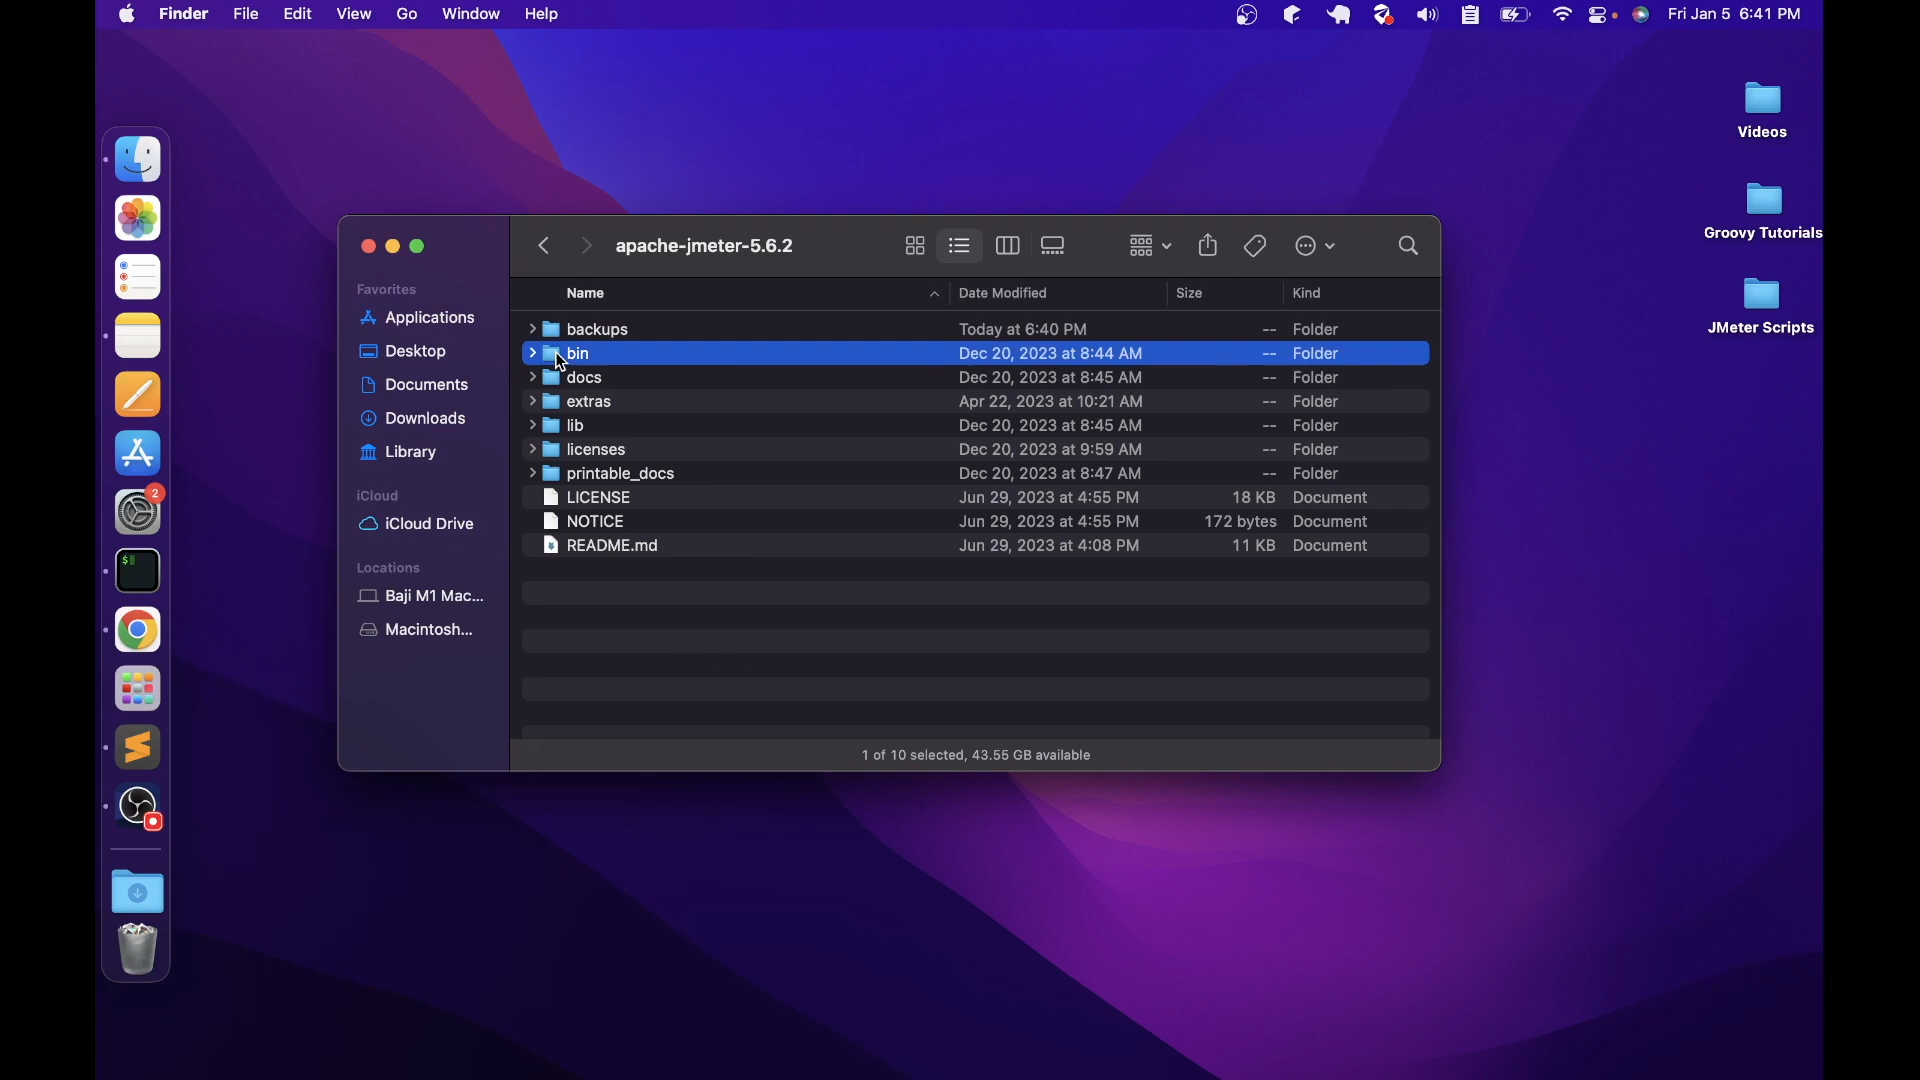 Finder File Edit View Go Window Help Fri Jan 5 6:41 PM
Videos
Groovy Tutorials
JMeter Scripts
2
$
apache-jmeter-5.6.2
Favorites
Applications
Desktop
Documents
Downloads
Library
iCloud
iCloud Drive
Locations
Baji M1 Mac...
Macintosh...
Name Date Modified Size Kind
backups Today at 6:40 PM -- Folder
bin Dec 20, 2023 at 8:44 AM -- Folder
docs Dec 20, 2023 at 8:45 AM -- Folder
extras Apr 22, 2023 at 10:21 AM -- Folder
lib Dec 20, 2023 at 8:45 AM -- Folder
licenses Dec 20, 2023 at 9:59 AM -- Folder
printable_docs Dec 20, 2023 at 8:47 AM -- Folder
LICENSE Jun 29, 2023 at 4:55 PM 18 KB Document
NOTICE Jun 29, 2023 at 4:55 PM 172 bytes Document
README.md Jun 29, 2023 at 4:08 PM 11 KB Document
1 of 10 selected, 43.55 GB available